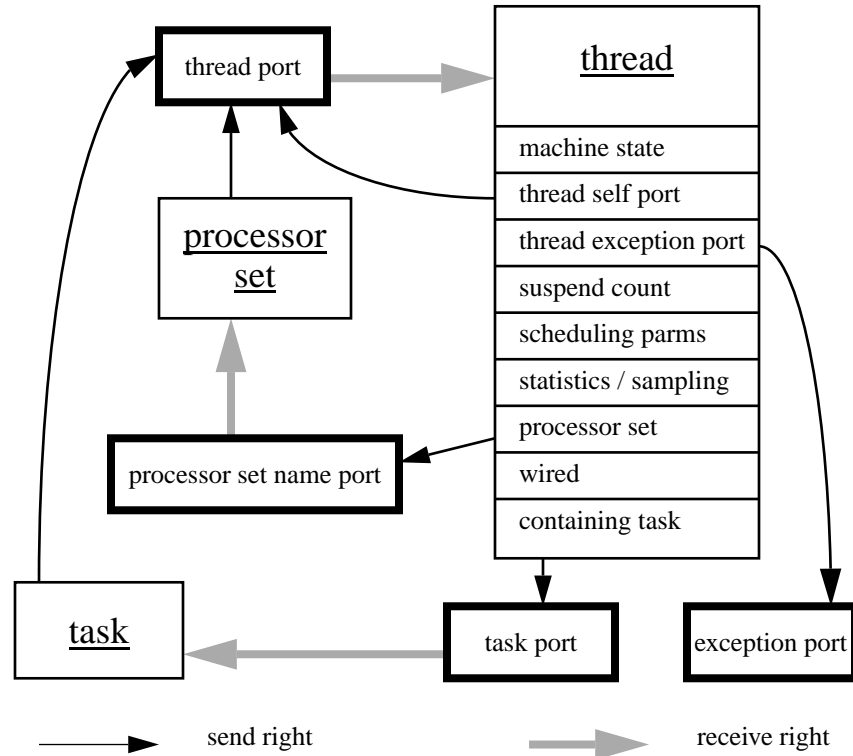 thread port
thread
machine state
thread self port
processor
set
thread exception port
suspend count
scheduling parms
statistics / sampling
processor set
processor set name port
wired
containing task
task
task port
exception port
send right
receive right